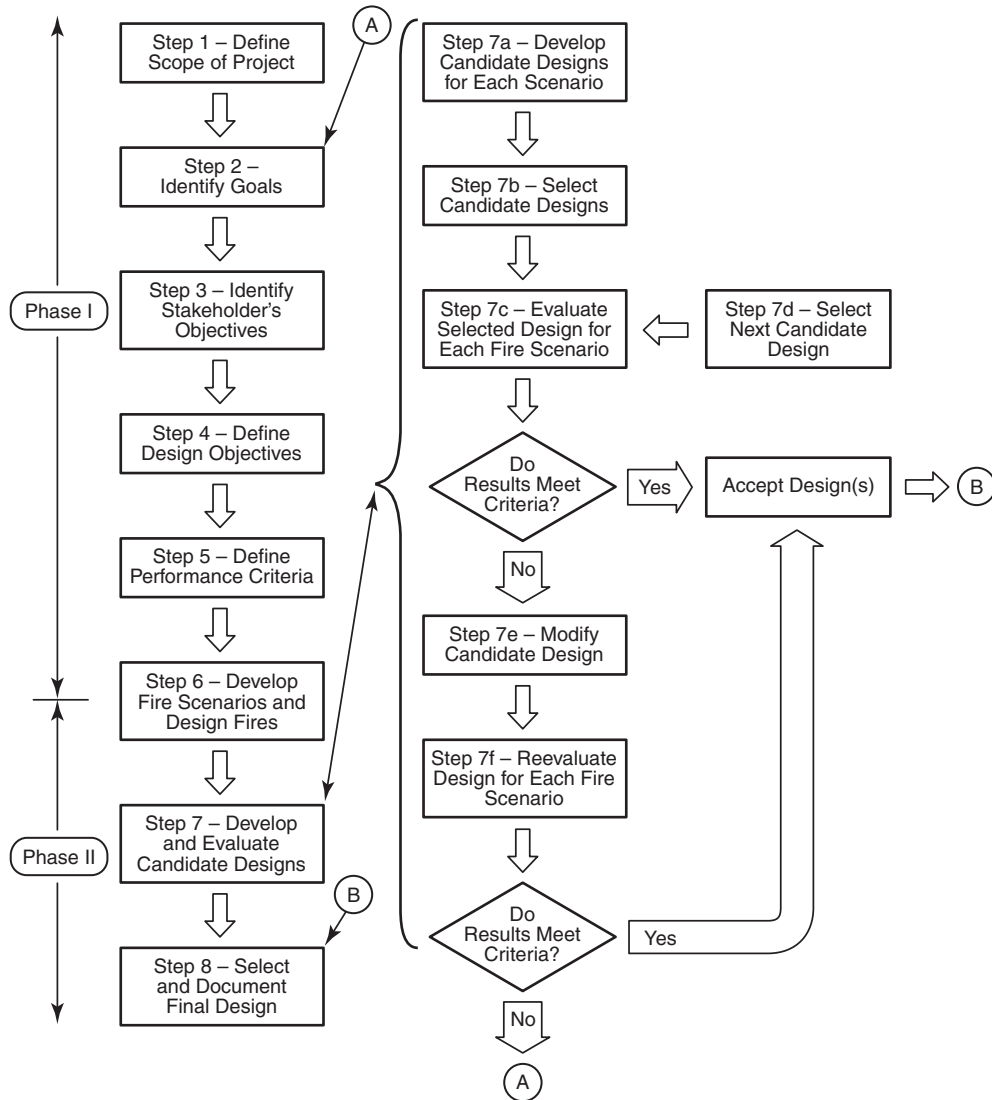 Step 1 – Define
Scope of Project
A
Step 2 –
Identify Goals
Step 3 – Identify
Stakeholder's
Objectives
Phase I
Step 4 – Define
Design Objectives
Step 5 – Define
Performance Criteria
Step 6 – Develop
Fire Scenarios and
Design Fires
Step 7 – Develop
and Evaluate
Candidate Designs
Phase II
B
Step 8 – Select
and Document
Final Design
Step 7a – Develop
Candidate Designs
for Each Scenario
Step 7b – Select
Candidate Designs
Step 7c – Evaluate
Selected Design for
Each Fire Scenario
Step 7d – Select
Next Candidate
Design
Do
Results Meet
Criteria?
Yes
Accept Design(s)
B
No
Step 7e – Modify
Candidate Design
Step 7f – Reevaluate
Design for Each Fire
Scenario
Do
Results Meet
Criteria?
Yes
No
A